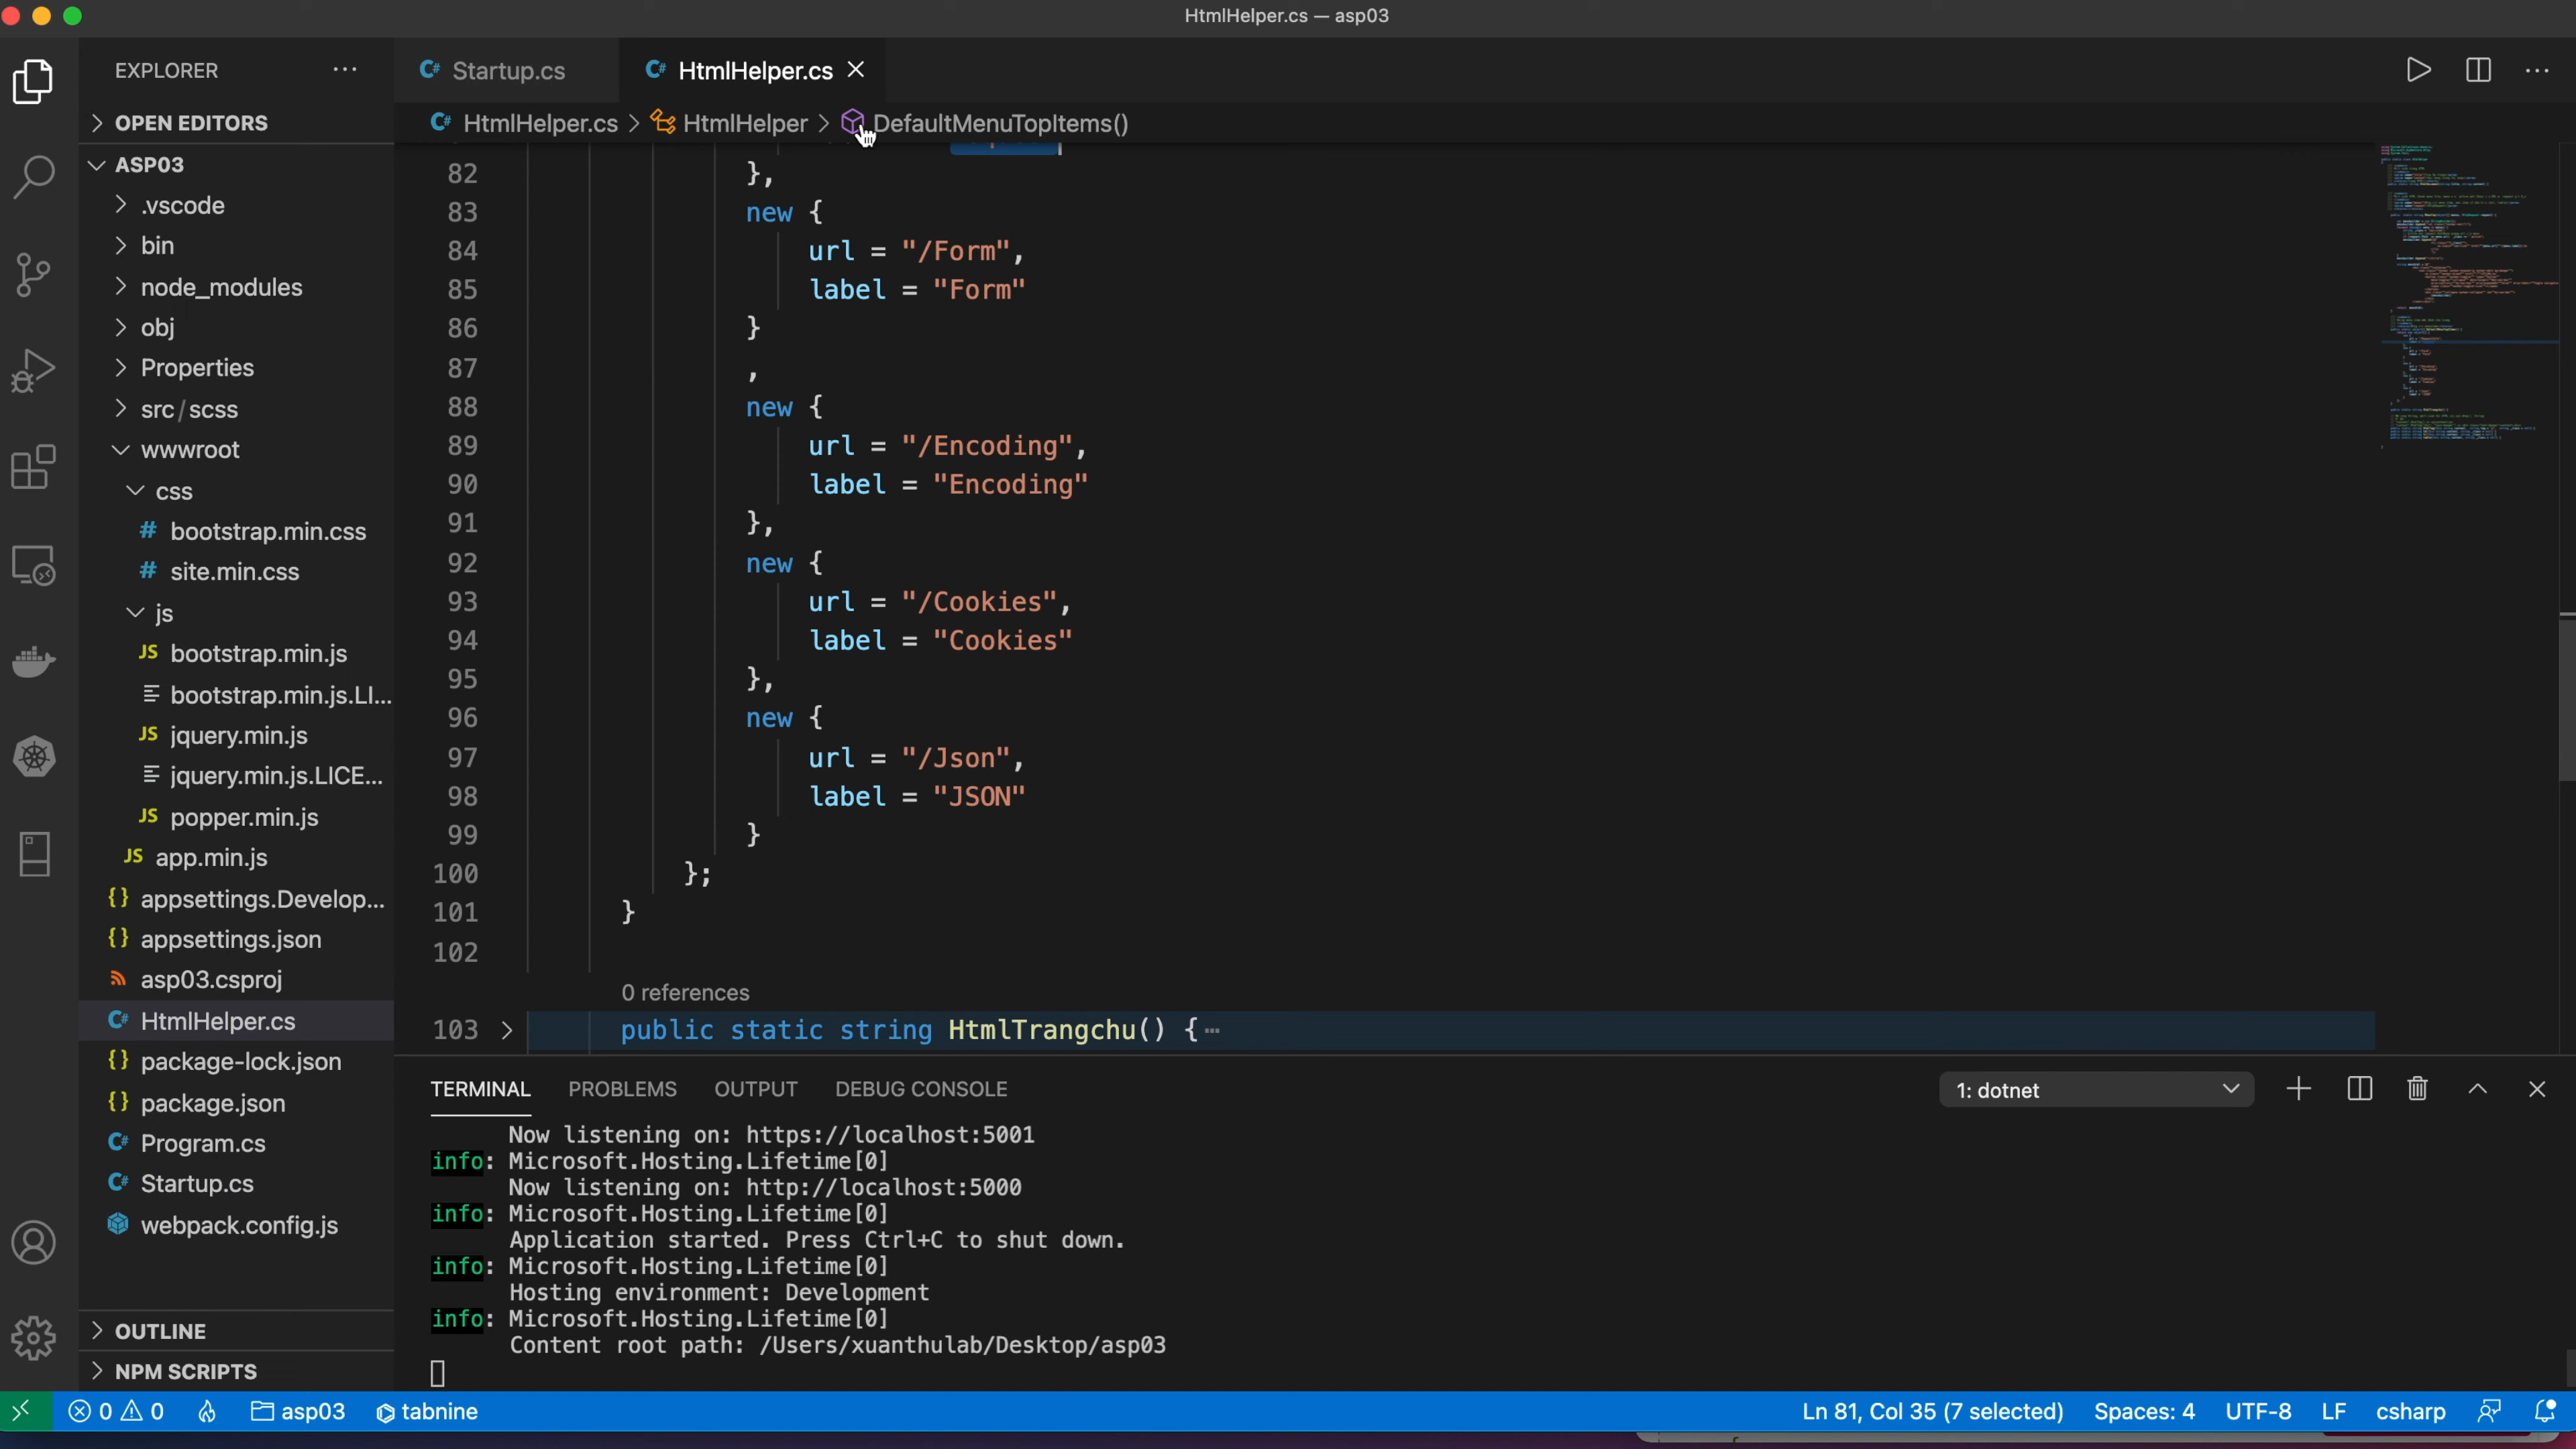 HtmlHelper.cs — asp03
EXPLORER
Startup.cs
HtmlHelper.cs
OPEN EDITORS
HtmlHelper.cs > HtmlHelper > DefaultMenuTopItems()
ASP03
.vscode
bin
node_modules
obj
Properties
src/scss
wwwroot
css
# bootstrap.min.css
# site.min.css
js
JS bootstrap.min.js
bootstrap.min.js.LI...
JS jquery.min.js
jquery.min.js.LICE...
JS popper.min.js
JS app.min.js
{} appsettings.Develop...
{} appsettings.json
asp03.csproj
HtmlHelper.cs
{} package-lock.json
{} package.json
Program.cs
Startup.cs
webpack.config.js
OUTLINE
NPM SCRIPTS
82 },
83 new {
84 url = "/Form",
85 label = "Form"
86 }
87 ,
88 new {
89 url = "/Encoding",
90 label = "Encoding"
91 },
92 new {
93 url = "/Cookies",
94 label = "Cookies"
95 },
96 new {
97 url = "/Json",
98 label = "JSON"
99 }
100 };
101 }
102
0 references
103 > public static string HtmlTrangchu() {…
TERMINAL PROBLEMS OUTPUT DEBUG CONSOLE
1: dotnet
Now listening on: https://localhost:5001
info: Microsoft.Hosting.Lifetime[0]
Now listening on: http://localhost:5000
info: Microsoft.Hosting.Lifetime[0]
Application started. Press Ctrl+C to shut down.
info: Microsoft.Hosting.Lifetime[0]
Hosting environment: Development
info: Microsoft.Hosting.Lifetime[0]
Content root path: /Users/xuanthulab/Desktop/asp03
0 0 asp03 tabnine
Ln 81, Col 35 (7 selected) Spaces: 4 UTF-8 LF csharp